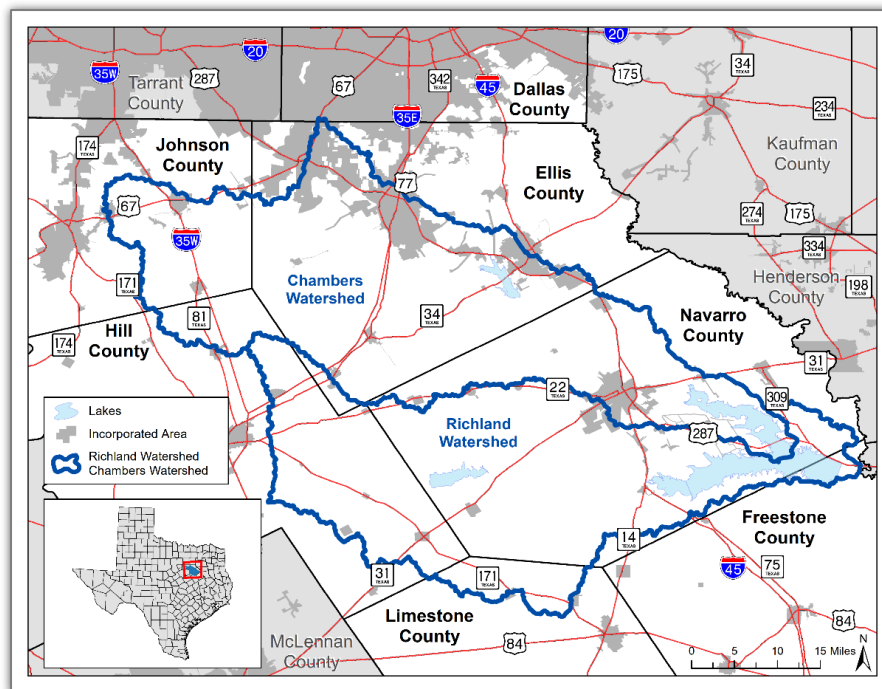 20
20
35W
287
Tarrant
County
67
342
TEXAS
45
35E
Dallas
County
175
34
TEXAS
234
TEXAS
174
TEXAS
Johnson
County
Ellis
County
Kaufman
County
77
67
35W
274
TEXAS
175
334
TEXAS
Henderson
County
198
TEXAS
171
TEXAS
Chambers
Watershed
81
TEXAS
34
TEXAS
174
TEXAS
Hill
County
Navarro
County
31
TEXAS
22
TEXAS
309
TEXAS
Richland
Watershed
287
Lakes
Incorporated Area
Richland Watershed
Chambers Watershed
Freestone
County
14
TEXAS
45
75
TEXAS
31
TEXAS
171
TEXAS
Limestone
County
McLennan
County
84
84
N
0 5 10 15 Miles